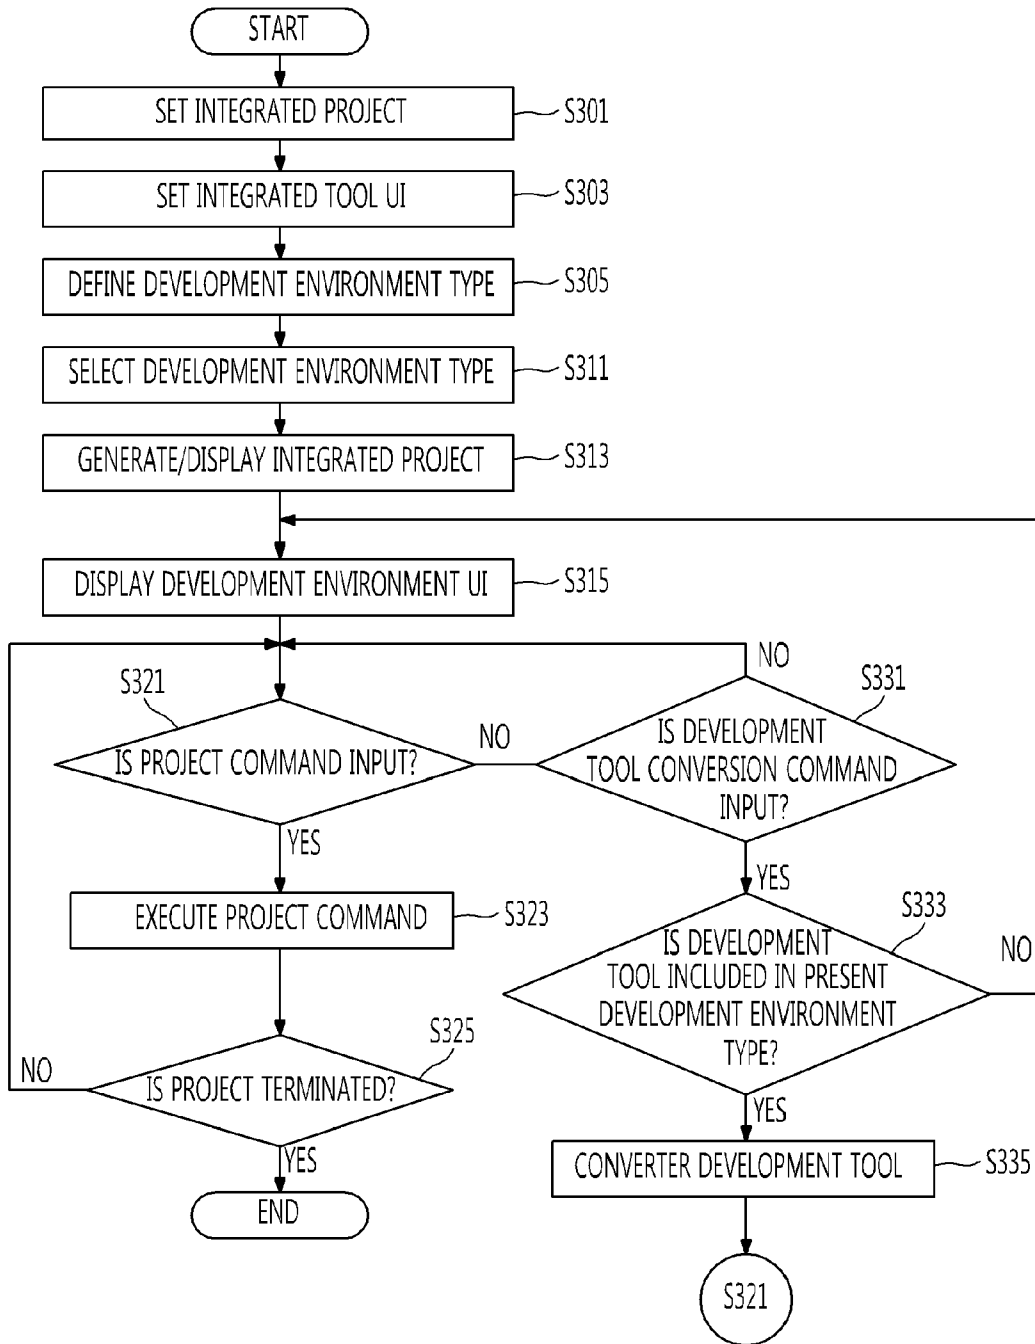 START
SET INTEGRATED PROJECT
S301
SET INTEGRATED TOOL UI
S303
DEFINE DEVELOPMENT ENVIRONMENT TYPE
S305
SELECT DEVELOPMENT ENVIRONMENT TYPE
S311
GENERATE/DISPLAY INTEGRATED PROJECT
S313
DISPLAY DEVELOPMENT ENVIRONMENT UI
S315
S321
IS PROJECT COMMAND INPUT?
NO
YES
NO
S331
IS DEVELOPMENT
TOOL CONVERSION COMMAND
INPUT?
YES
EXECUTE PROJECT COMMAND
S323
S333
IS DEVELOPMENT
TOOL INCLUDED IN PRESENT
DEVELOPMENT ENVIRONMENT
TYPE?
NO
YES
S325
IS PROJECT TERMINATED?
NO
YES
END
CONVERTER DEVELOPMENT TOOL
S335
S321